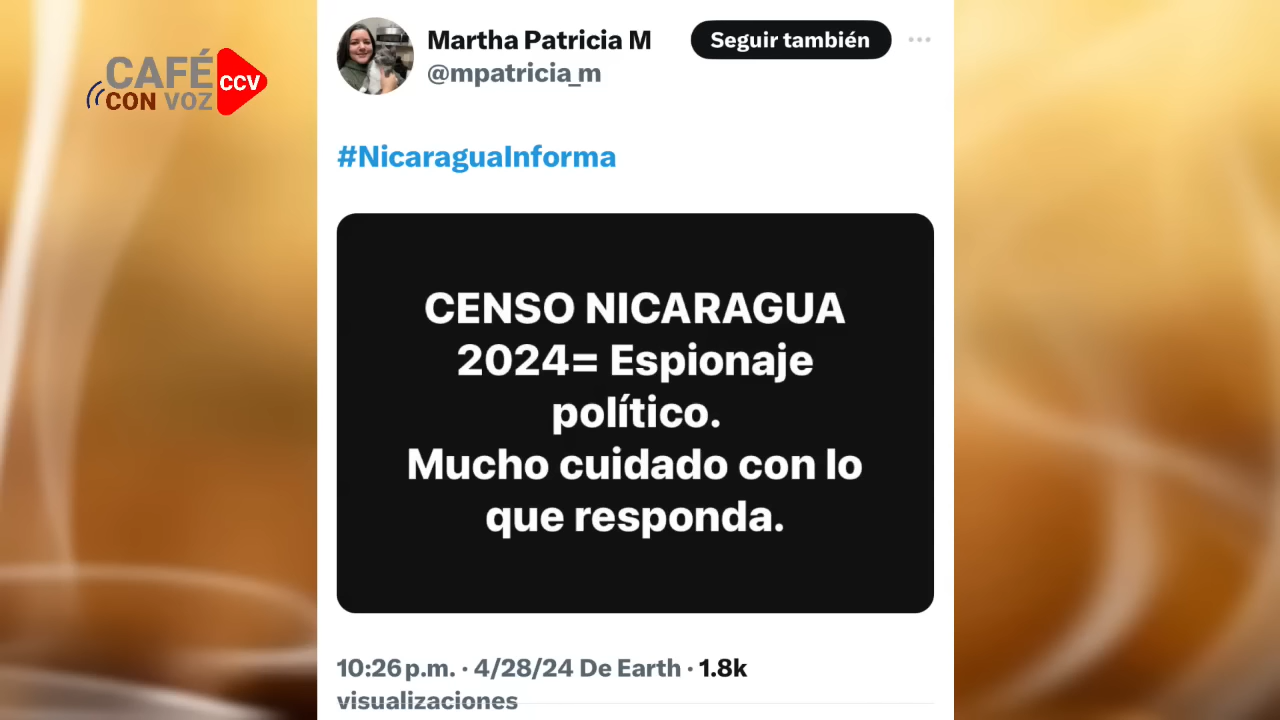 CAFÉ
CON VOZ
CCV
Martha Patricia M
@mpatricia_m
Seguir también
#NicaraguaInforma
CENSO NICARAGUA
2024= Espionaje
político.
Mucho cuidado con lo
que responda.
10:26 p.m. · 4/28/24 De Earth · 1.8k
visualizaciones